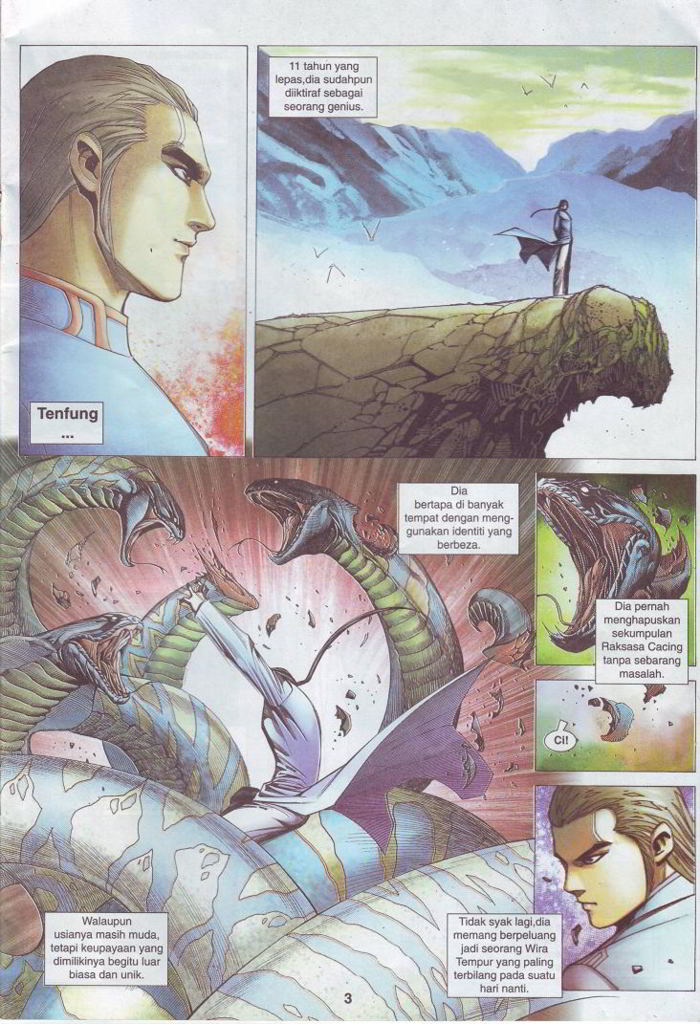 Tenfung
...
11 tahun yang
lepas,dia sudahpun
diiktiraf sebagai
seorang genius.
Dia
bertapa di banyak
tempat dengan meng-
gunakan identiti yang
berbeza.
Dia pernah
menghapuskan
sekumpulan
Raksasa Cacing
tanpa sebarang
masalah.
Ci!
Walaupun
usianya masih muda,
tetapi keupayaan yang
dimilikinya begitu luar
biasa dan unik.
Tidak syak lagi,dia
memang berpeluang
jadi seorang Wira
Tempur yang paling
terbilang pada suatu
hari nanti.
3